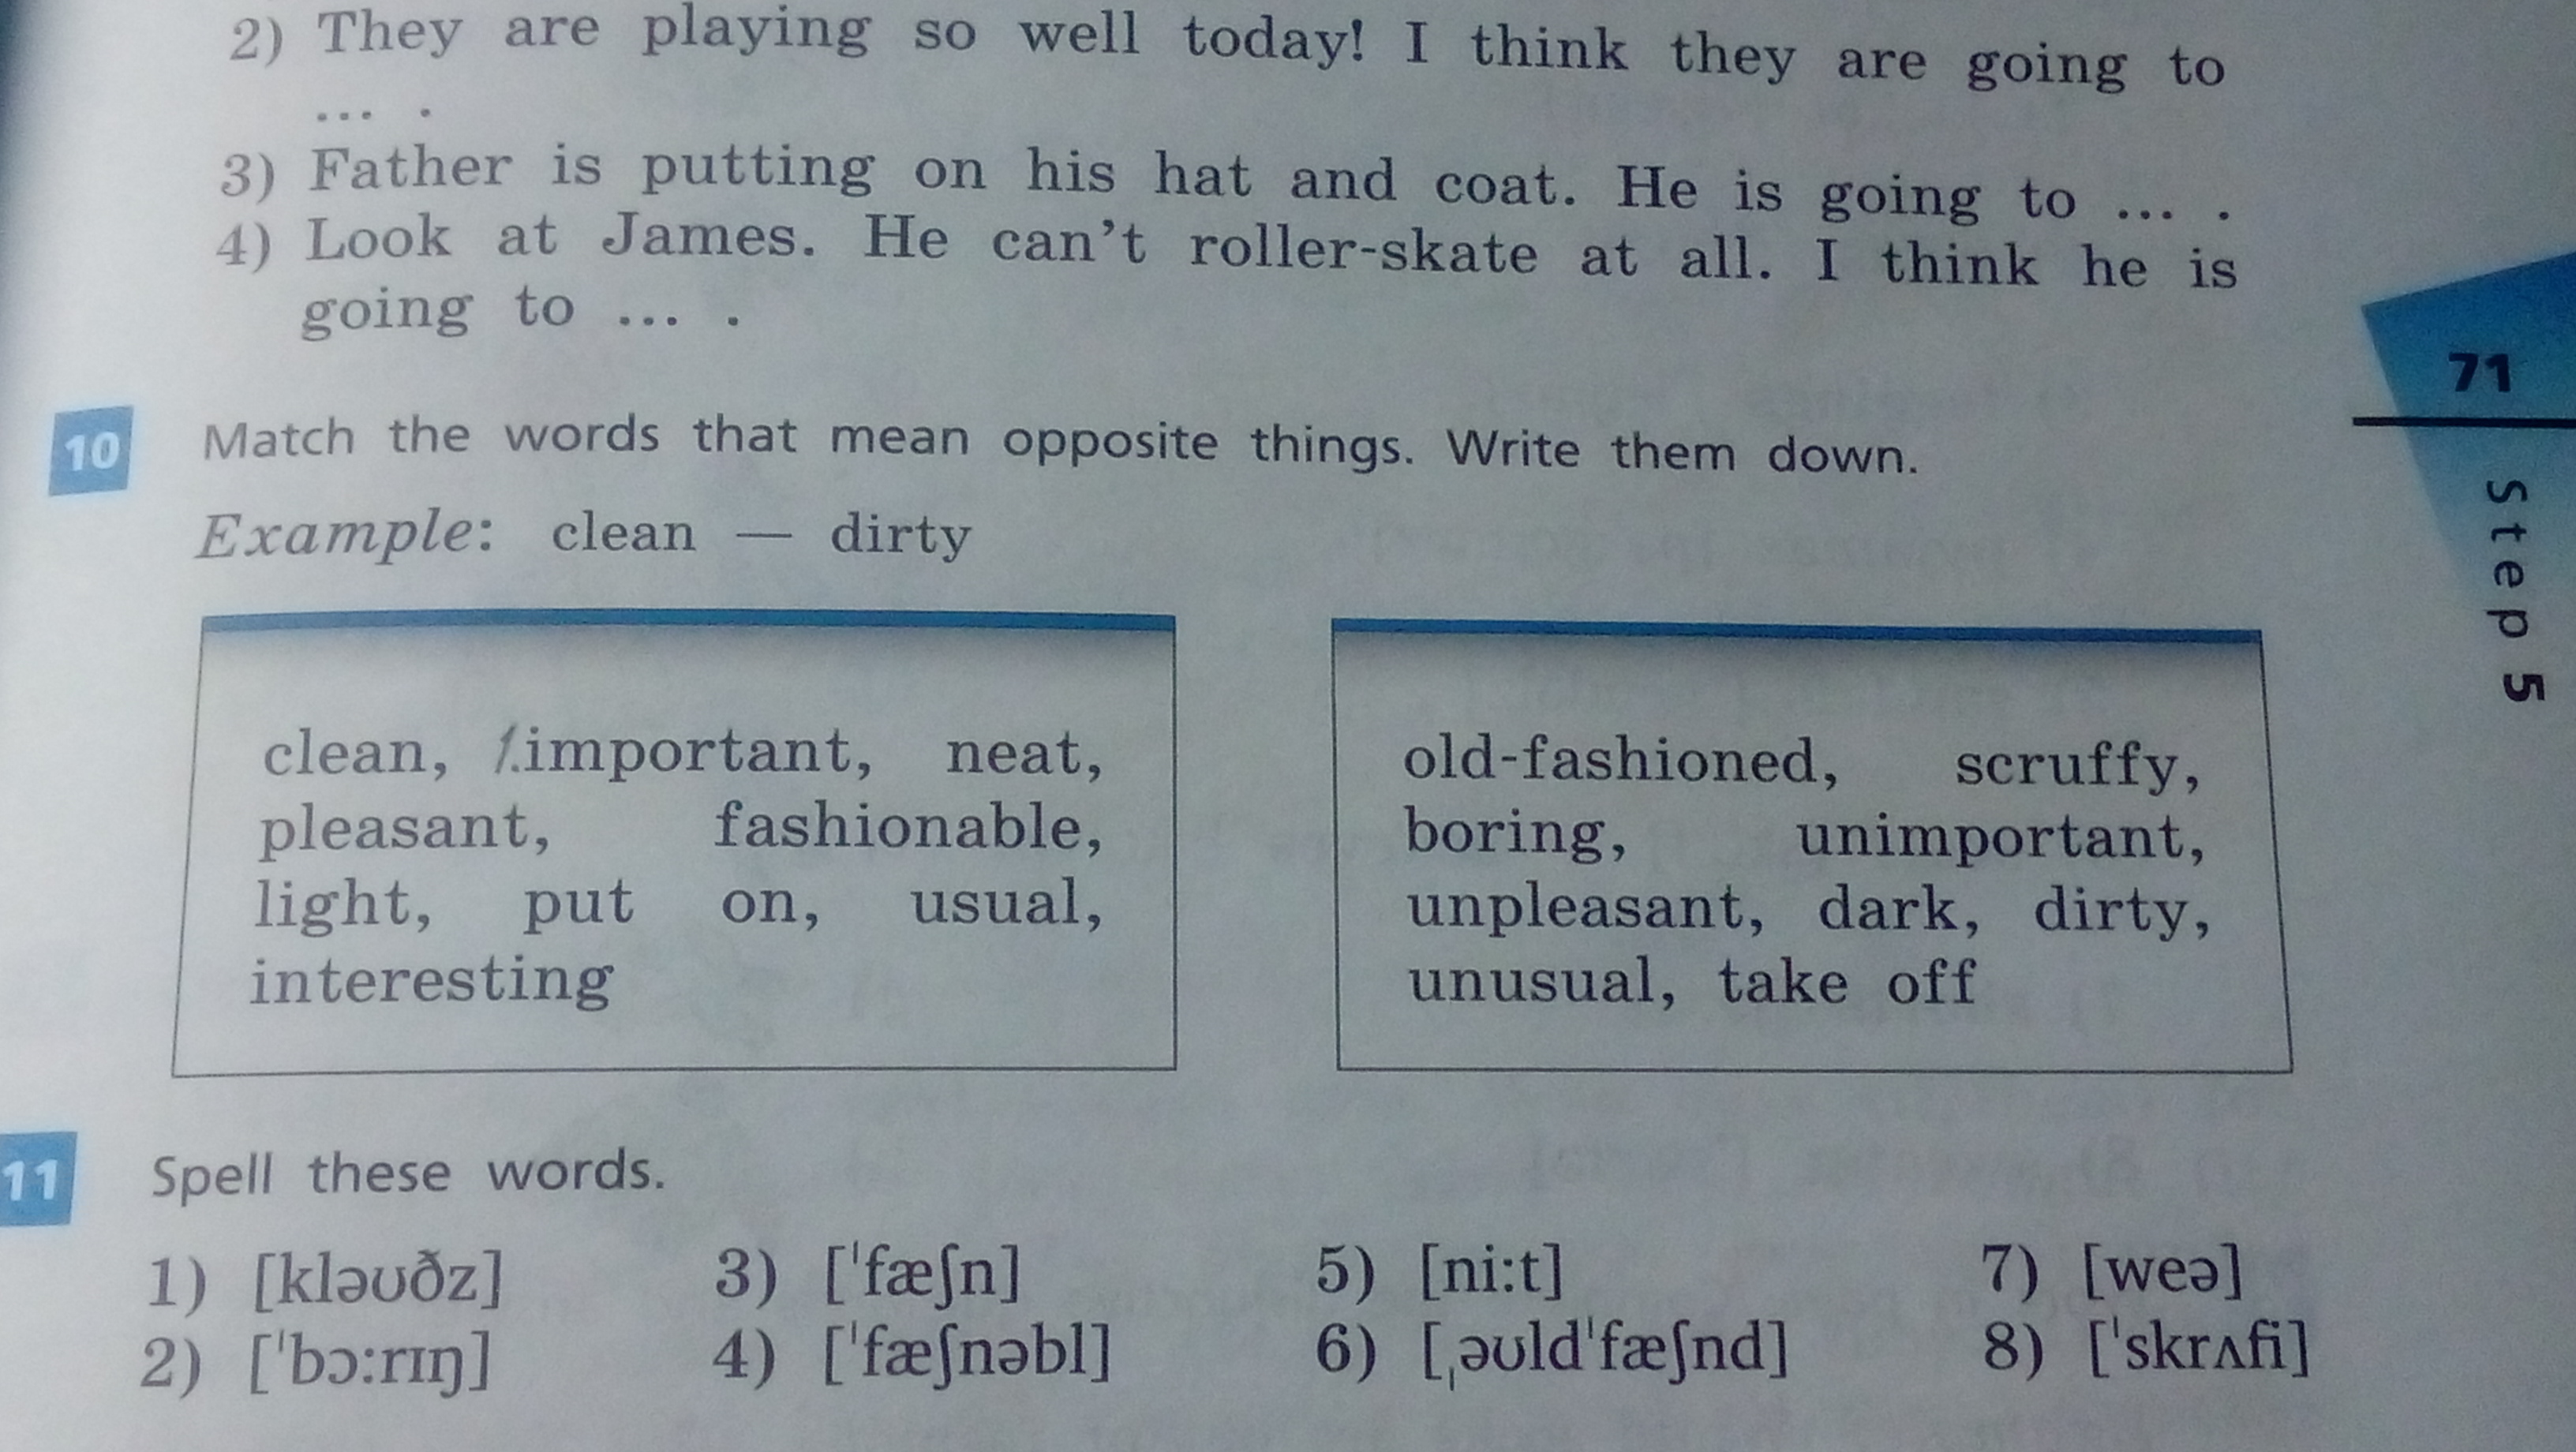 2) They are playing so well today! I think they are going to
... .
3) Father is putting on his hat and coat. He is going to ... .
4) Look at James. He can't roller-skate at all. I think he is
going to ... .
71
Step 5
10 Match the words that mean opposite things. Write them down.
Example: clean — dirty
clean, 1.important, neat,
pleasant, fashionable,
light, put on, usual,
interesting
old-fashioned, scruffy,
boring, unimportant,
unpleasant, dark, dirty,
unusual, take off
11 Spell these words.
1) [kləʊðz] 3) [ˈfæʃn] 5) [ni:t] 7) [weə]
2) [ˈbɔ:rɪŋ] 4) [ˈfæʃnəbl] 6) [ˌəʊldˈfæʃnd] 8) [ˈskrʌfi]